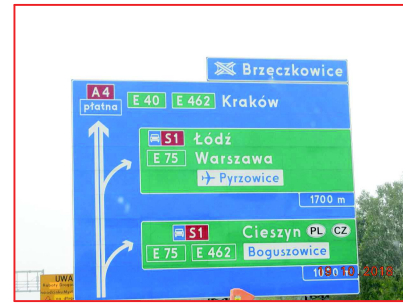 Brzęczkowice
A4
płatna
E 40 E 462 Kraków
S1 Łódź
E 75 Warszawa
Pyrzowice
1700 m
S1 Cieszyn PL CZ
E 75 E 462 Boguszowice
UWA